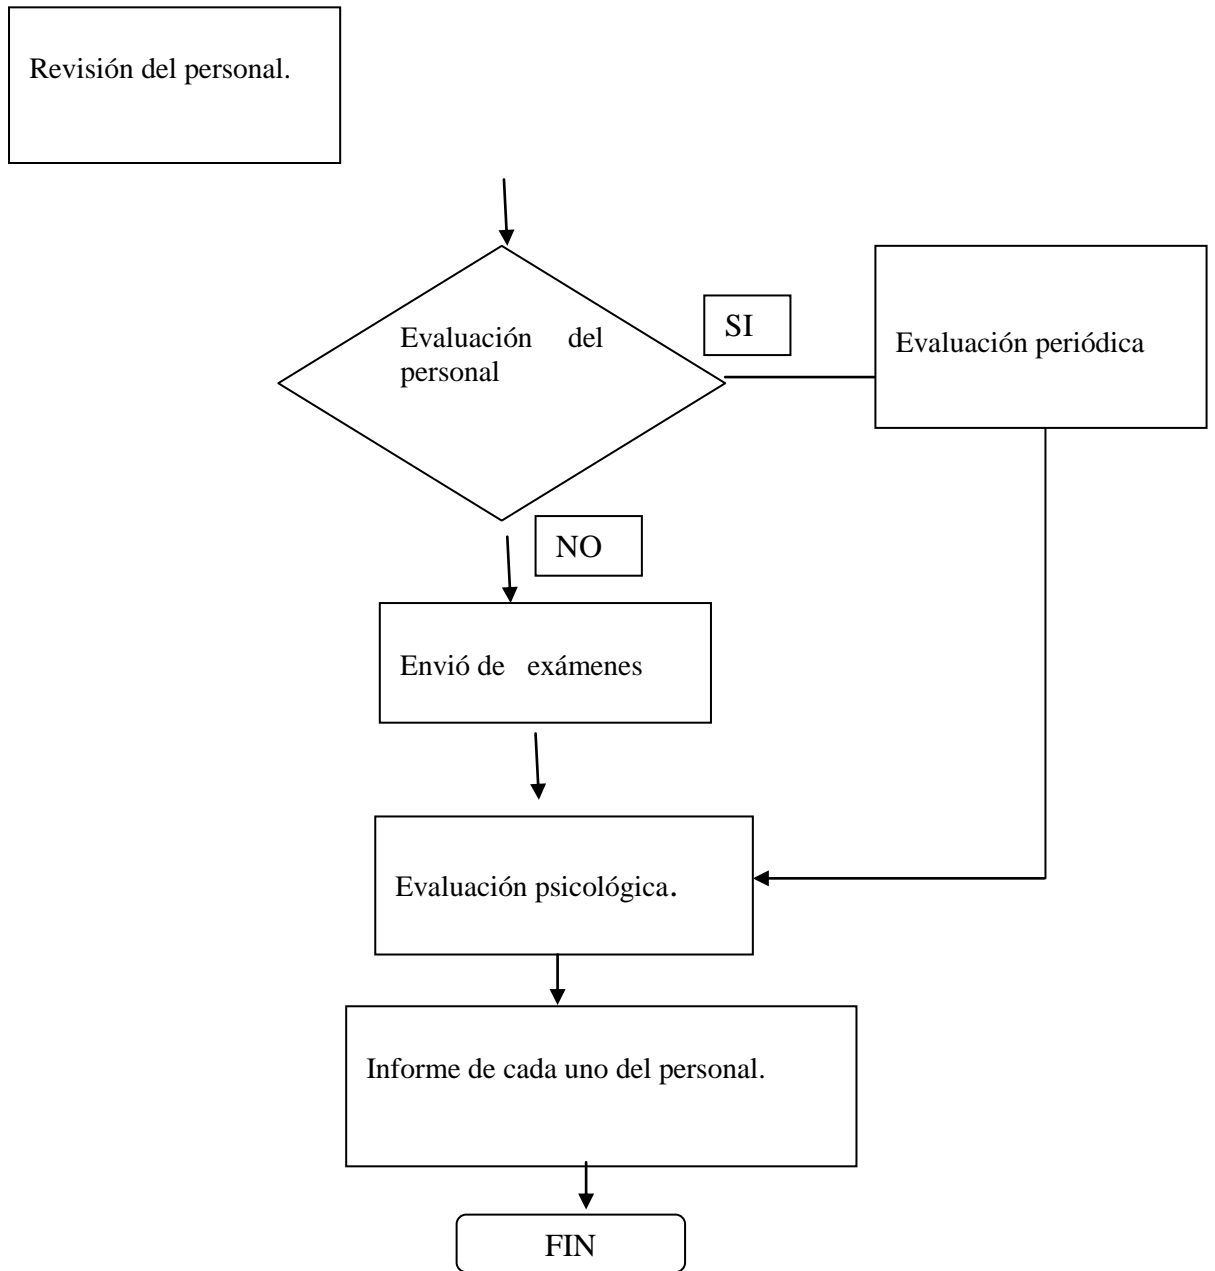 Revisión del personal.
Evaluación del
personal
SI
Evaluación periódica
NO
Envió de exámenes
Evaluación psicológica.
Informe de cada uno del personal.
FIN